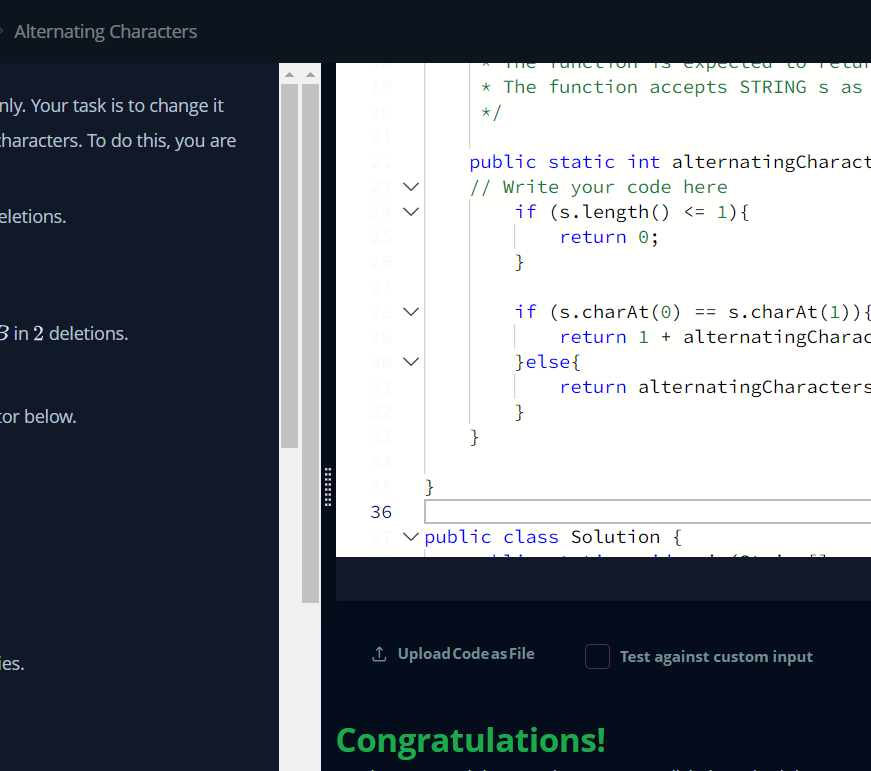 Alternating Characters
nly. Your task is to change it
characters. To do this, you are
eletions.
B in 2 deletions.
tor below.
ies.
18 * The function is expected to retu
19 * The function accepts STRING s as
20 */
21
22 public static int alternatingCharact
23 // Write your code here
24 if (s.length() <= 1){
25 return 0;
26 }
27
28 if (s.charAt(0) == s.charAt(1)){
29 return 1 + alternatingCharac
30 }else{
31 return alternatingCharacters
32 }
33 }
34
35 }
36
37 public class Solution {
Upload Code as File
Test against custom input
Congratulations!